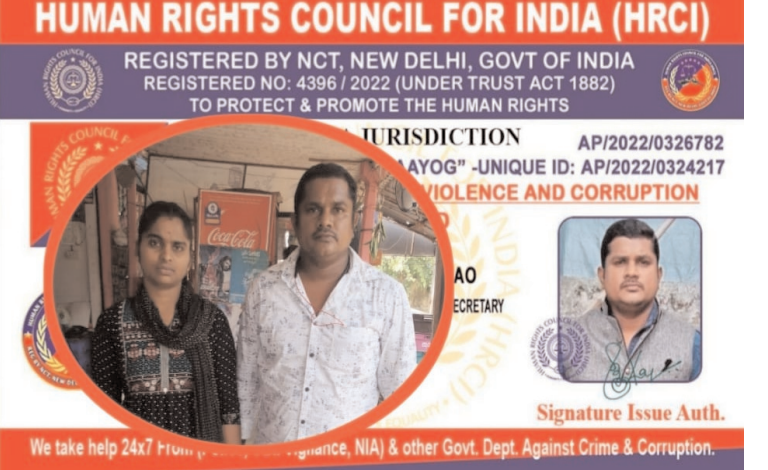 HUMAN RIGHTS COUNCIL FOR INDIA (HRCI)
REGISTERED BY NCT, NEW DELHI, GOVT OF INDIA
REGISTERED NO: 4396 / 2022 (UNDER TRUST ACT 1882)
TO PROTECT & PROMOTE THE HUMAN RIGHTS
JURISDICTION
AP/2022/0326782
AAYOG" -UNIQUE ID: AP/2022/0324217
VIOLENCE AND CORRUPTION
Coca-Cola
AO
ECRETARY
Signature Issue Auth.
We take help 24x7 From NIA) & other Govt. Dept. Against Crime & Corruption.